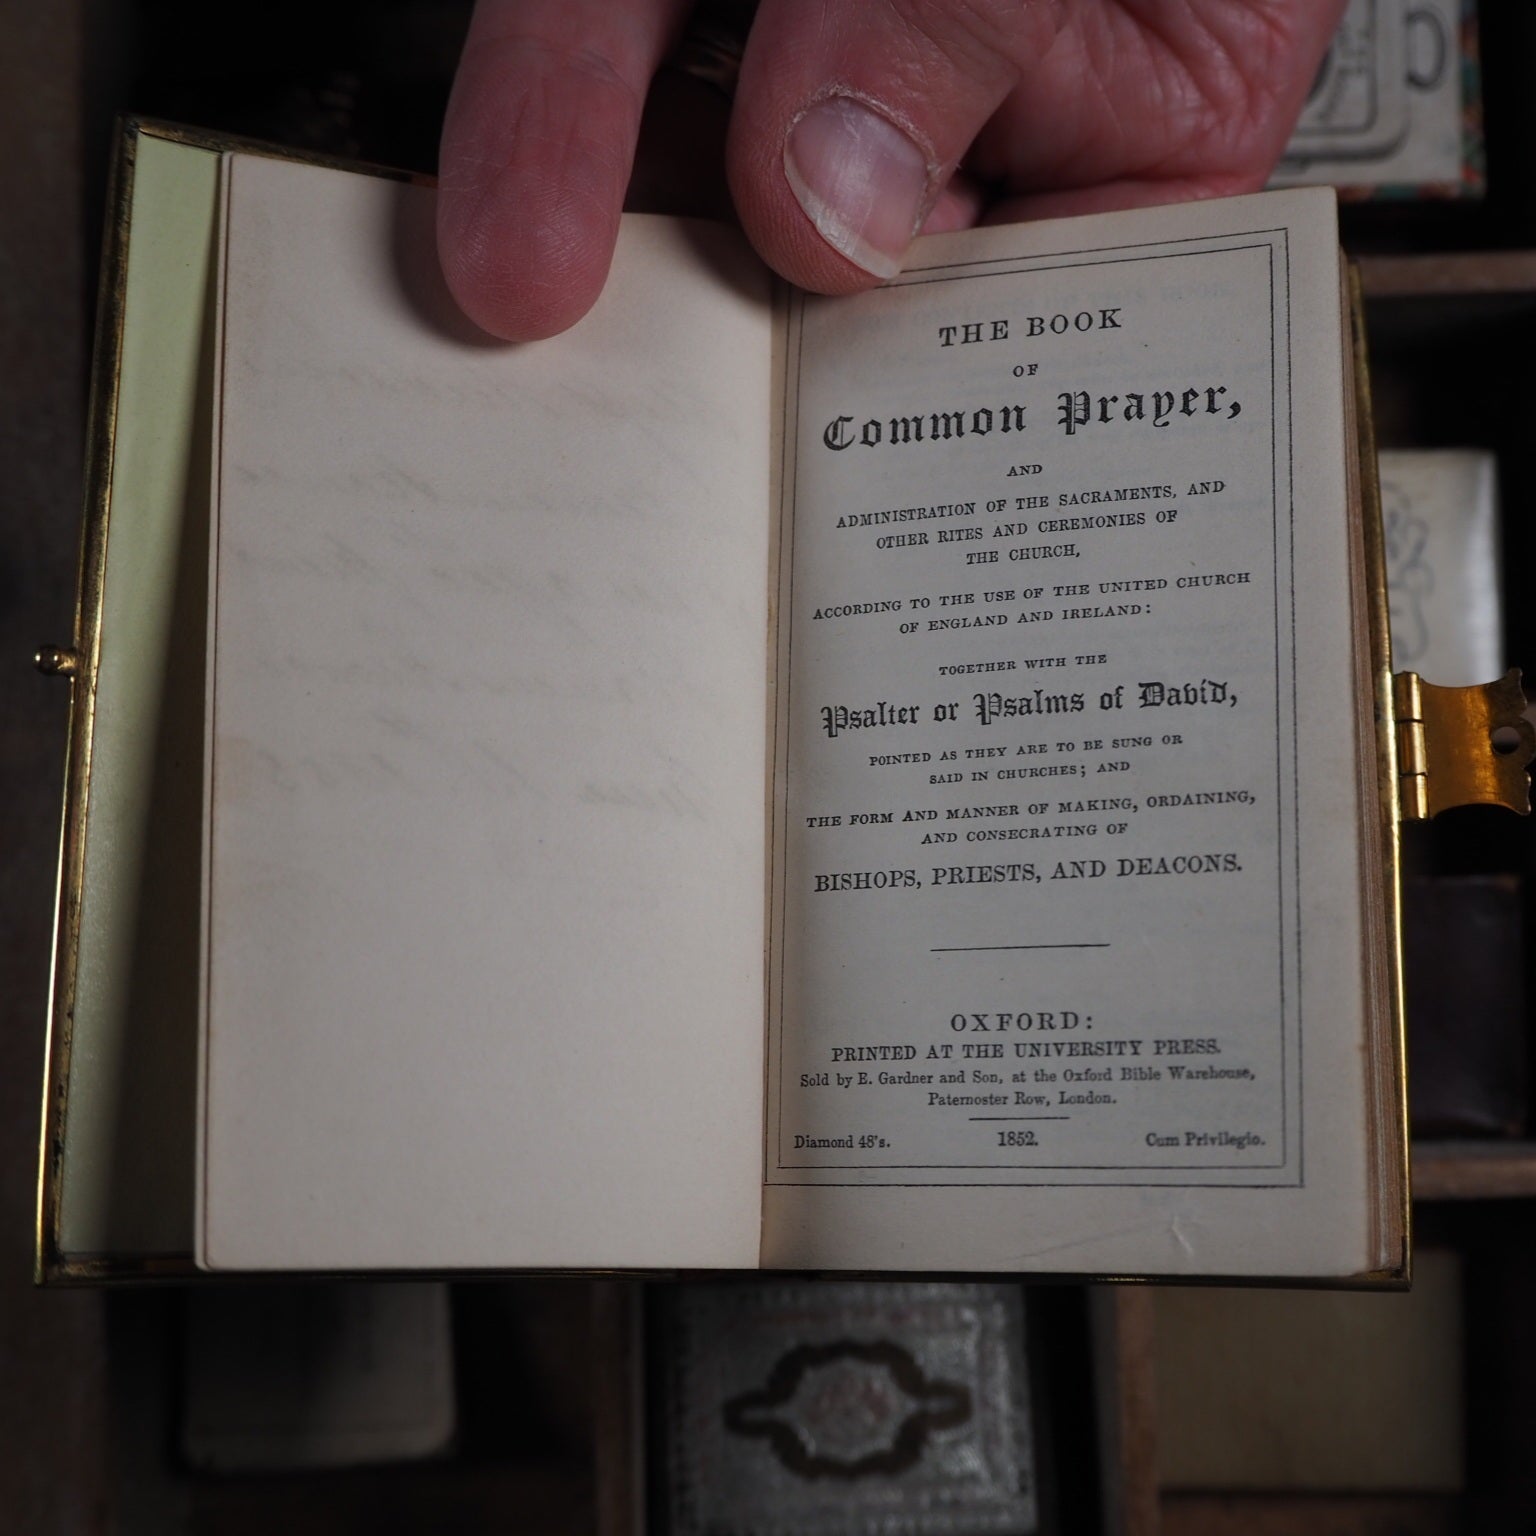 THE BOOK
OF
Common Prayer,
AND
ADMINISTRATION OF THE SACRAMENTS, AND
OTHER RITES AND CEREMONIES OF
THE CHURCH,
ACCORDING TO THE USE OF THE UNITED CHURCH
OF ENGLAND AND IRELAND:
TOGETHER WITH THE
Psalter or Psalms of David,
POINTED AS THEY ARE TO BE SUNG OR
SAID IN CHURCHES; AND
THE FORM AND MANNER OF MAKING, ORDAINING,
AND CONSECRATING OF
BISHOPS, PRIESTS, AND DEACONS.
OXFORD:
PRINTED AT THE UNIVERSITY PRESS.
Sold by E. Gardner and Son, at the Oxford Bible Warehouse,
Paternoster Row, London.
Diamond 48's. 1852. Cum Privilegio.